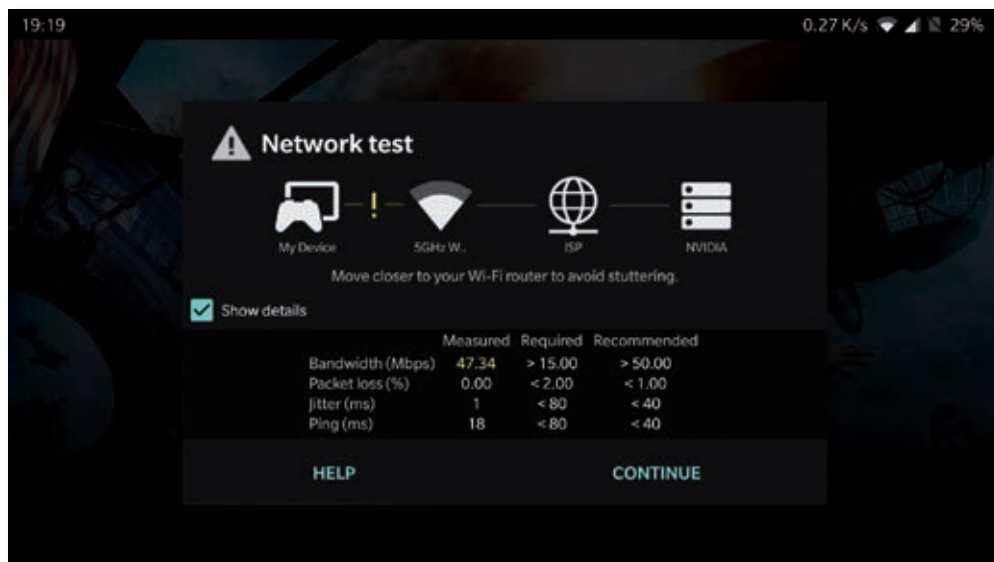 19:19 0.27 K/s 29%
Network test
My Device 5GHz W.. ISP NVIDIA
Move closer to your Wi-Fi router to avoid stuttering.
Show details
Measured Required Recommended
Bandwidth (Mbps) 47.34 > 15.00 > 50.00
Packet loss (%) 0.00 < 2.00 < 1.00
Jitter (ms) 1 < 80 < 40
Ping (ms) 18 < 80 < 40
HELP CONTINUE